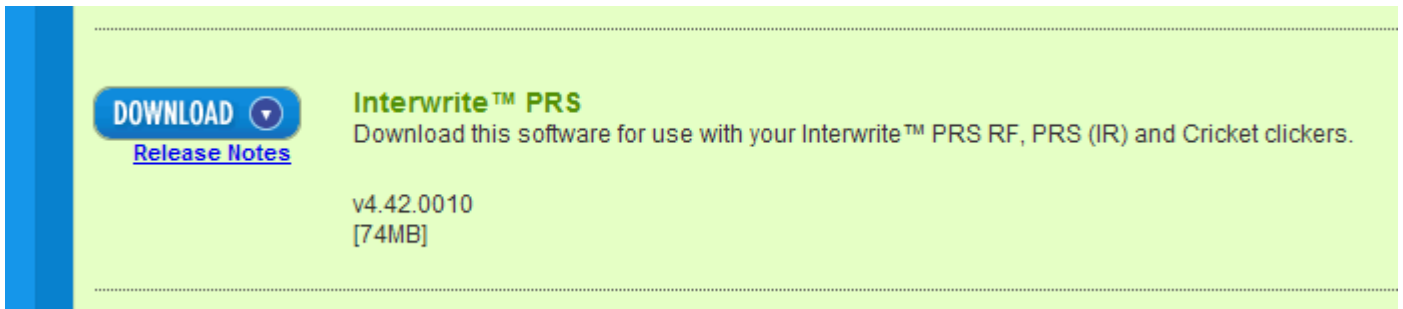 DOWNLOAD
Release Notes
Interwrite™ PRS
Download this software for use with your Interwrite™ PRS RF, PRS (IR) and Cricket clickers.
v4.42.0010
[74MB]